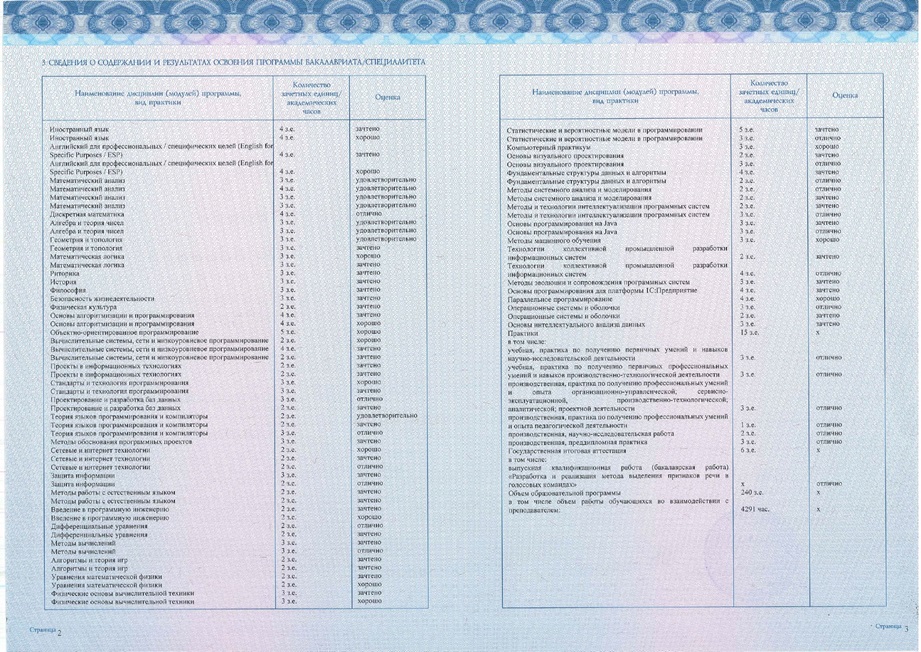 3. СВЕДЕНИЯ О СОДЕРЖАНИИ И РЕЗУЛЬТАТАХ ОСВОЕНИЯ ПРОГРАММЫ БАКАЛАВРИАТА/СПЕЦИАЛИТЕТА
Наименование дисциплин (модулей) программы, вид практики
Количество зачетных единиц/академических часов
Оценка
Иностранный язык 4 з.е. зачтено
Иностранный язык 4 з.е. хорошо
Английский для профессиональных / специфических целей (English for
Specific Purposes / ESP) 4 з.е. зачтено
Английский для профессиональных / специфических целей (English for
Specific Purposes / ESP) 4 з.е. хорошо
Математический анализ 3 з.е. удовлетворительно
Математический анализ 4 з.е. удовлетворительно
Математический анализ 3 з.е. удовлетворительно
Математический анализ 3 з.е. удовлетворительно
Дискретная математика 4 з.е. отлично
Алгебра и теория чисел 3 з.е. удовлетворительно
Алгебра и теория чисел 3 з.е. удовлетворительно
Геометрия и топология 3 з.е. удовлетворительно
Геометрия и топология 3 з.е. зачтено
Математическая логика 3 з.е. хорошо
Математическая логика 3 з.е. зачтено
Риторика 3 з.е. зачтено
История 3 з.е. зачтено
Философия 3 з.е. зачтено
Безопасность жизнедеятельности 3 з.е. зачтено
Физическая культура 2 з.е. зачтено
Основы алгоритмизации и программирования 4 з.е. зачтено
Основы алгоритмизации и программирования 4 з.е. хорошо
Объектно-ориентированное программирование 5 з.е. хорошо
Вычислительные системы, сети и низкоуровневое программирование 2 з.е. хорошо
Вычислительные системы, сети и низкоуровневое программирование 4 з.е. зачтено
Вычислительные системы, сети и низкоуровневое программирование 2 з.е. зачтено
Проекты в информационных технологиях 2 з.е. зачтено
Проекты в информационных технологиях 2 з.е. зачтено
Стандарты и технология программирования 3 з.е. хорошо
Стандарты и технология программирования 2 з.е. зачтено
Проектирование и разработка баз данных 3 з.е. отлично
Проектирование и разработка баз данных 2 з.е. зачтено
Теория языков программирования и компиляторы 2 з.е. удовлетворительно
Теория языков программирования и компиляторы 2 з.е. зачтено
Теория языков программирования и компиляторы 3 з.е. отлично
Методы обоснования программных проектов 3 з.е. зачтено
Сетевые и интернет технологии 2 з.е. хорошо
Сетевые и интернет технологии 2 з.е. зачтено
Сетевые и интернет технологии 2 з.е. отлично
Защита информации 3 з.е. зачтено
Защита информации 2 з.е. отлично
Методы работы с естественным языком 2 з.е. зачтено
Методы работы с естественным языком 2 з.е. зачтено
Введение в программную инженерию 2 з.е. зачтено
Введение в программную инженерию 2 з.е. хорошо
Дифференциальные уравнения 2 з.е. отлично
Дифференциальные уравнения 2 з.е. зачтено
Методы вычислений 3 з.е. зачтено
Методы вычислений 3 з.е. отлично
Алгоритмы и теория игр 2 з.е. зачтено
Алгоритмы и теория игр 2 з.е. зачтено
Уравнения математической физики 2 з.е. зачтено
Уравнения математической физики 2 з.е. хорошо
Физические основы вычислительной техники 3 з.е. зачтено
Физические основы вычислительной техники 3 з.е. хорошо
Страница 2
Наименование дисциплин (модулей) программы, вид практики
Количество зачетных единиц/академических часов
Оценка
Статистические и вероятностные модели в программировании 5 з.е. зачтено
Статистические и вероятностные модели в программировании 3 з.е. отлично
Компьютерный практикум 3 з.е. хорошо
Основы визуального проектирования 2 з.е. зачтено
Основы визуального проектирования 3 з.е. отлично
Фундаментальные структуры данных и алгоритмы 4 з.е. зачтено
Фундаментальные структуры данных и алгоритмы 2 з.е. отлично
Методы системного анализа и моделирования 2 з.е. отлично
Методы системного анализа и моделирования 2 з.е. зачтено
Методы и технологии интеллектуализации программных систем 2 з.е. зачтено
Методы и технологии интеллектуализации программных систем 3 з.е. отлично
Основы программирования на Java 3 з.е. зачтено
Основы программирования на Java 3 з.е. отлично
Методы машинного обучения 3 з.е. хорошо
Технологии коллективной промышленной разработки
информационных систем 2 з.е. зачтено
Технологии коллективной промышленной разработки
информационных систем 4 з.е. отлично
Методы эволюции и сопровождения программных систем 3 з.е. зачтено
Основы программирования для платформы 1С:Предприятие 4 з.е. зачтено
Параллельное программирование 4 з.е. хорошо
Операционные системы и оболочки 3 з.е. отлично
Операционные системы и оболочки 2 з.е. зачтено
Основы интеллектуального анализа данных 3 з.е. зачтено
Практики 15 з.е. х
в том числе:
учебная, практика по получению первичных умений и навыков
научно-исследовательской деятельности 3 з.е. отлично
учебная, практика по получению первичных профессиональных
умений и навыков производственно-технологической деятельности 3 з.е. отлично
производственная, практика по получению профессиональных умений
и опыта организационно-управленческой; сервисно-
эксплуатационной, производственно-технологической;
аналитической; проектной деятельности 3 з.е. отлично
производственная, практика по получению профессиональных умений
и опыта педагогической деятельности 1 з.е. отлично
производственная, научно-исследовательская работа 2 з.е. отлично
производственная, преддипломная практика 3 з.е. отлично
Государственная итоговая аттестация 6 з.е. х
в том числе:
выпускная квалификационная работа (бакалаврская работа)
«Разработка и реализация метода выделения признаков речи в
голосовых командах» х отлично
Объем образовательной программы 240 з.е. х
в том числе объем работы обучающихся во взаимодействии с
преподавателем: 4291 час. х
Страница 3